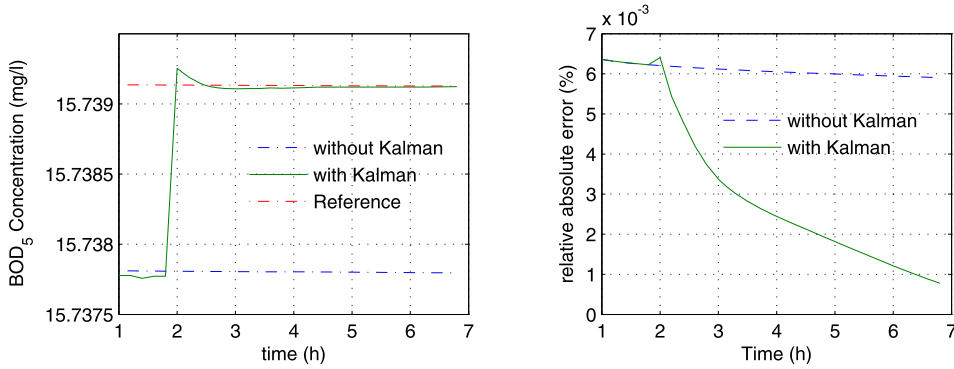 BOD5 Concentration (mg/l)
15.739
15.7385
15.738
15.7375
without Kalman
with Kalman
Reference
1 2 3 4 5 6 7
time (h)
x 10-3
relative absolute error (%)
6
5
4
3
2
1
0
without Kalman
with Kalman
1 2 3 4 5 6 7
Time (h)